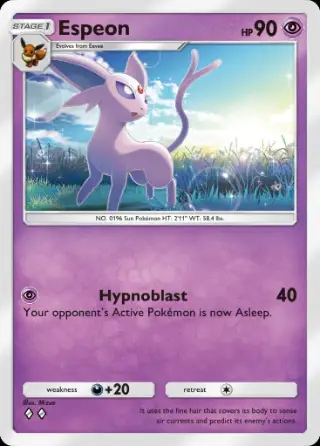 STAGE 1
Espeon
HP 90
Evolves from Eevee
NO. 0196 Sun Pokémon HT: 2'11" WT: 58.4 lbs.
Hypnoblast 40
Your opponent's Active Pokémon is now Asleep.
weakness +20 retreat
Illus. Mizue
It uses the fine hair that covers its body to sense
air currents and predict its enemy's actions.